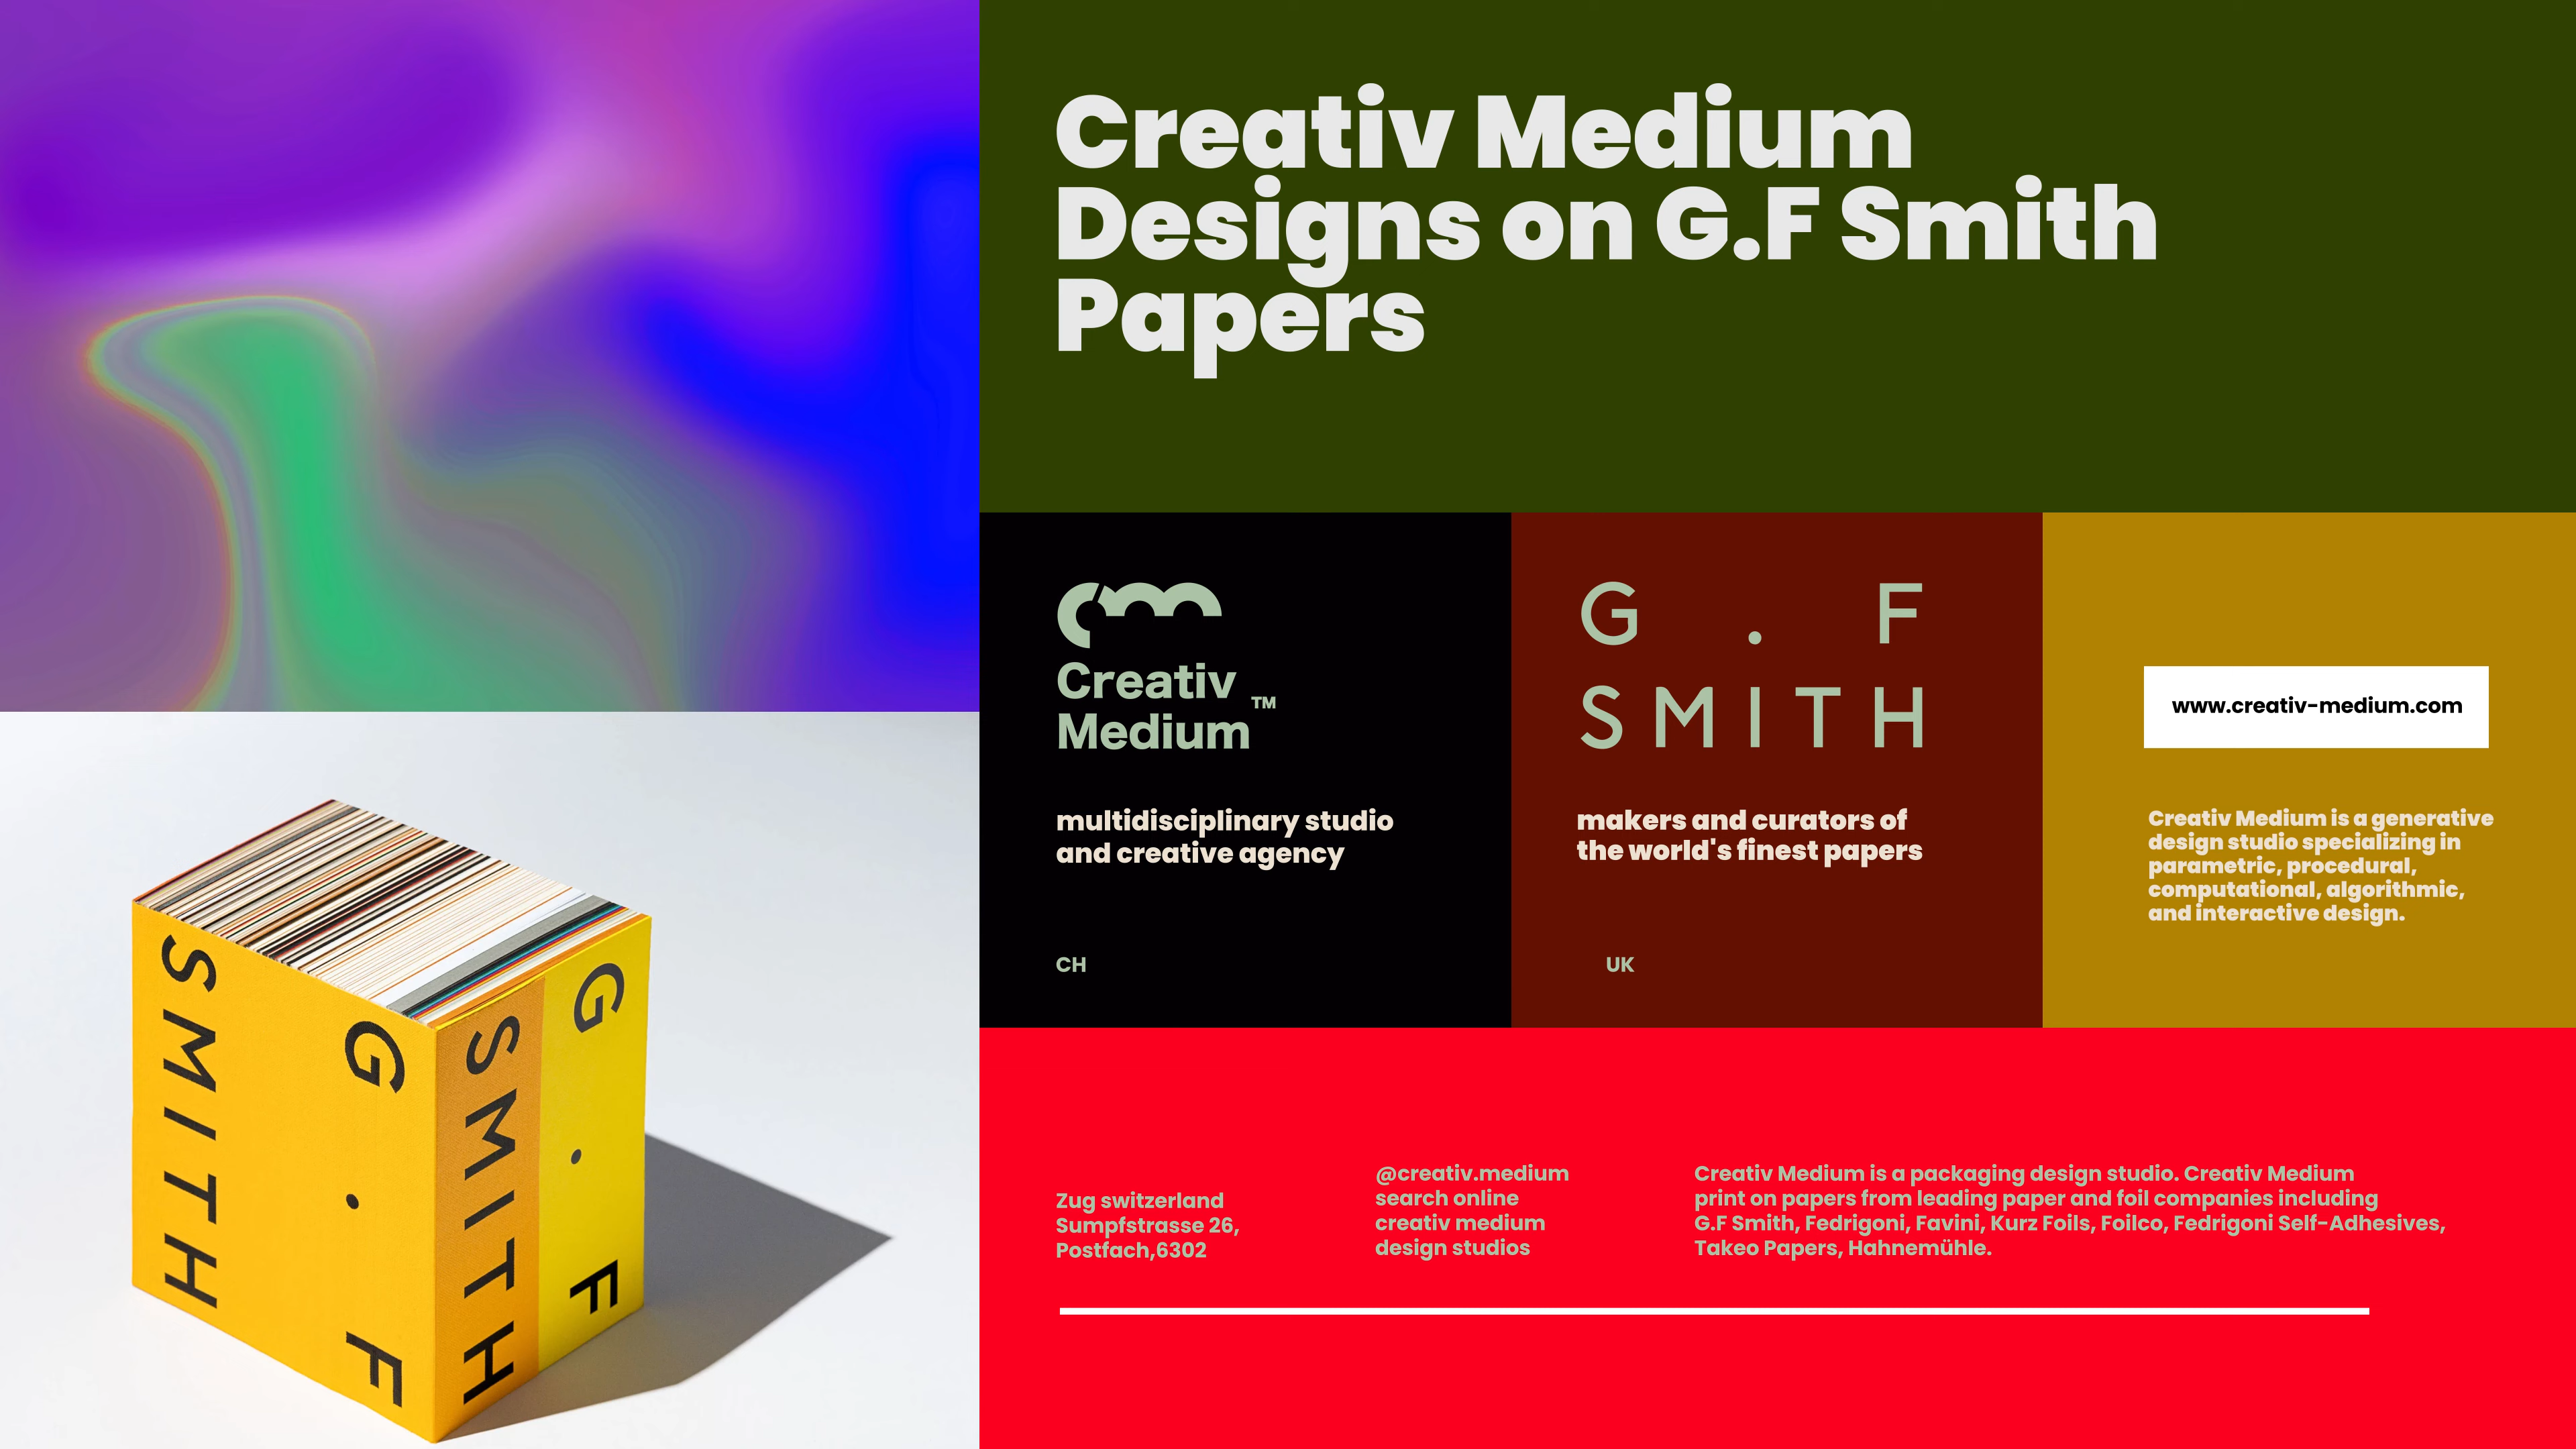 Creativ Medium
Designs on G.F Smith
Papers
cm
Creativ
Medium™
multidisciplinary studio
and creative agency
CH
G . F
SMITH
makers and curators of
the world's finest papers
UK
www.creativ-medium.com
Creativ Medium is a generative
design studio specializing in
parametric, procedural,
computational, algorithmic,
and interactive design.
G . F
SMITH
G . F
SMITH
Zug switzerland
Sumpfstrasse 26,
Postfach,6302
@creativ.medium
search online
creativ medium
design studios
Creativ Medium is a packaging design studio. Creativ Medium
print on papers from leading paper and foil companies including
G.F Smith, Fedrigoni, Favini, Kurz Foils, Foilco, Fedrigoni Self-Adhesives,
Takeo Papers, Hahnemühle.